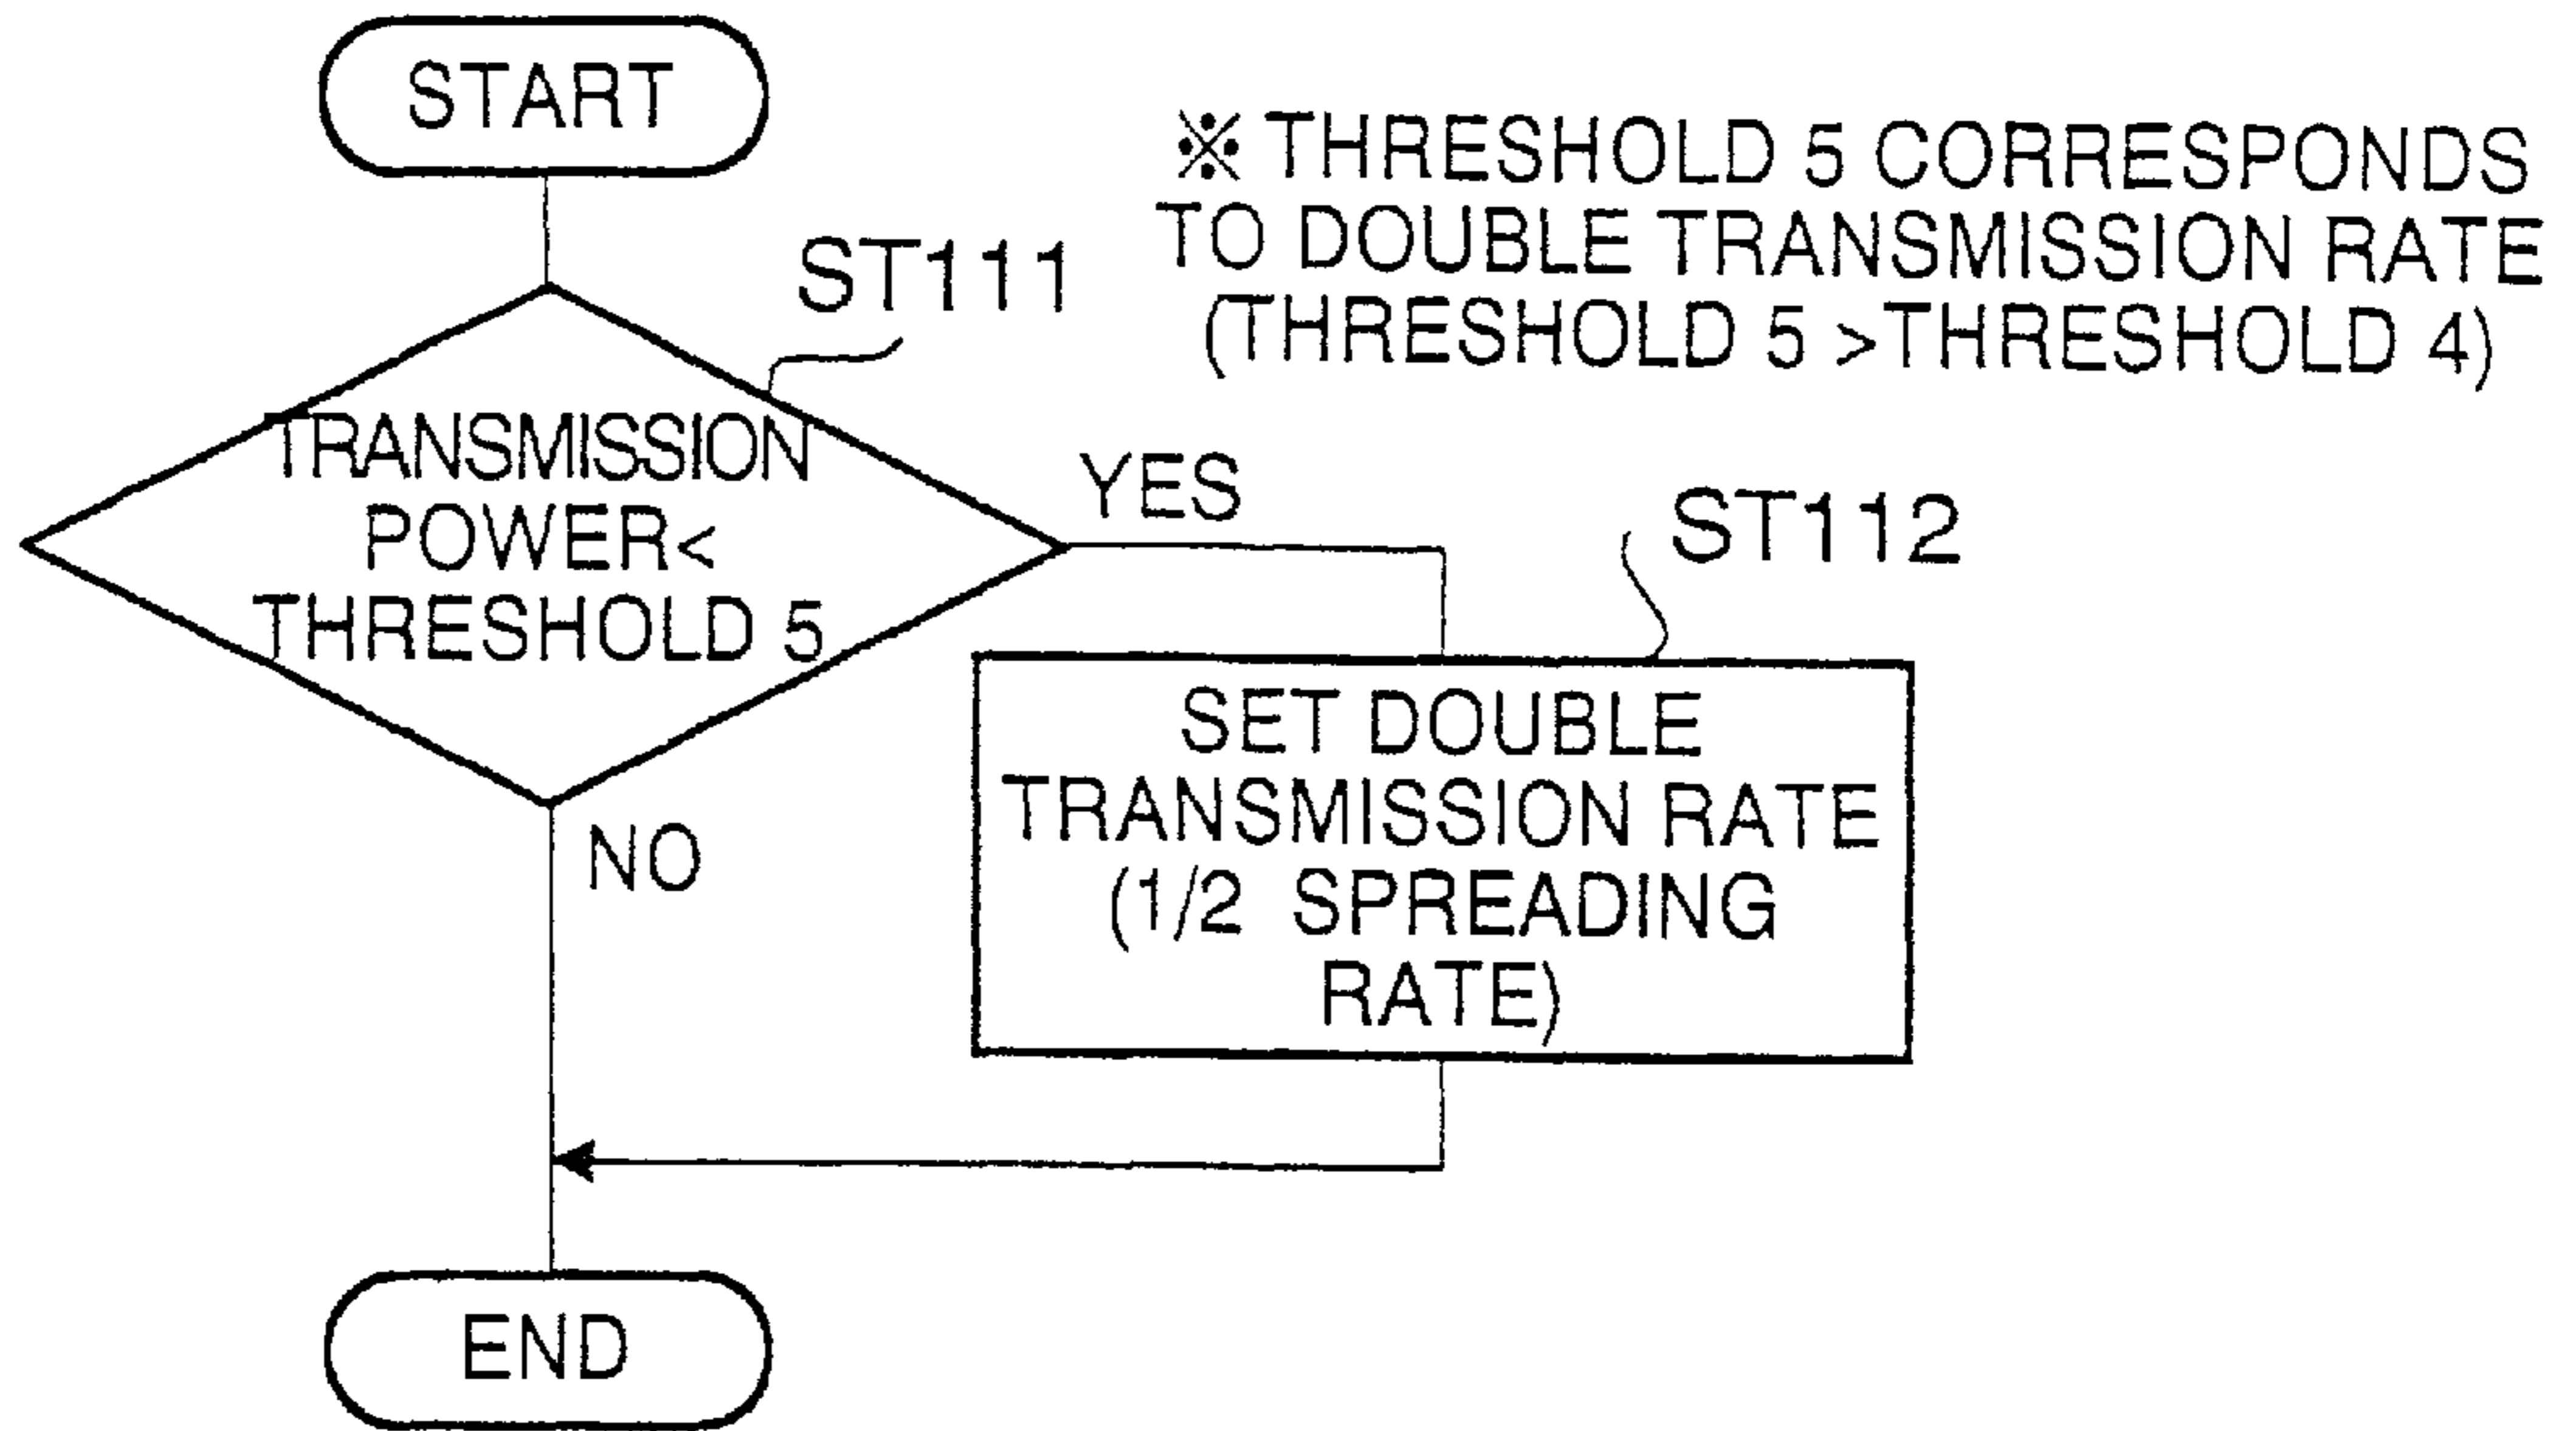 START
※ THRESHOLD 5 CORRESPONDS
TO DOUBLE TRANSMISSION RATE
(THRESHOLD 5 >THRESHOLD 4)
ST111
TRANSMISSION
POWER<
THRESHOLD 5
YES
ST112
SET DOUBLE
TRANSMISSION RATE
(1/2 SPREADING
RATE)
NO
END